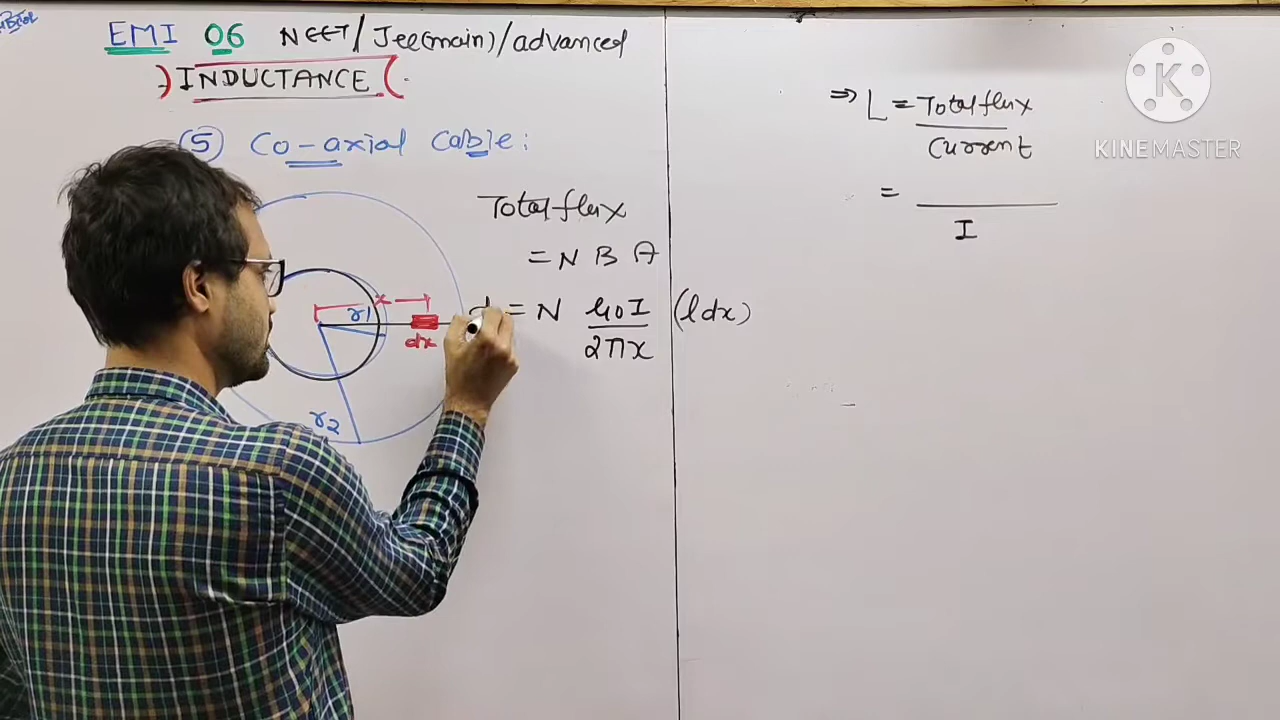 EMI 06 NEET/Jee(main)/advanced
INDUCTANCE
⑤ Co-axial Cable:
Total flux
= N B A
d = N μ0I/2πx (ldx)
x
r1
dx
r2
⇒ L = Total flux/Current
= /I
K
KINEMASTER